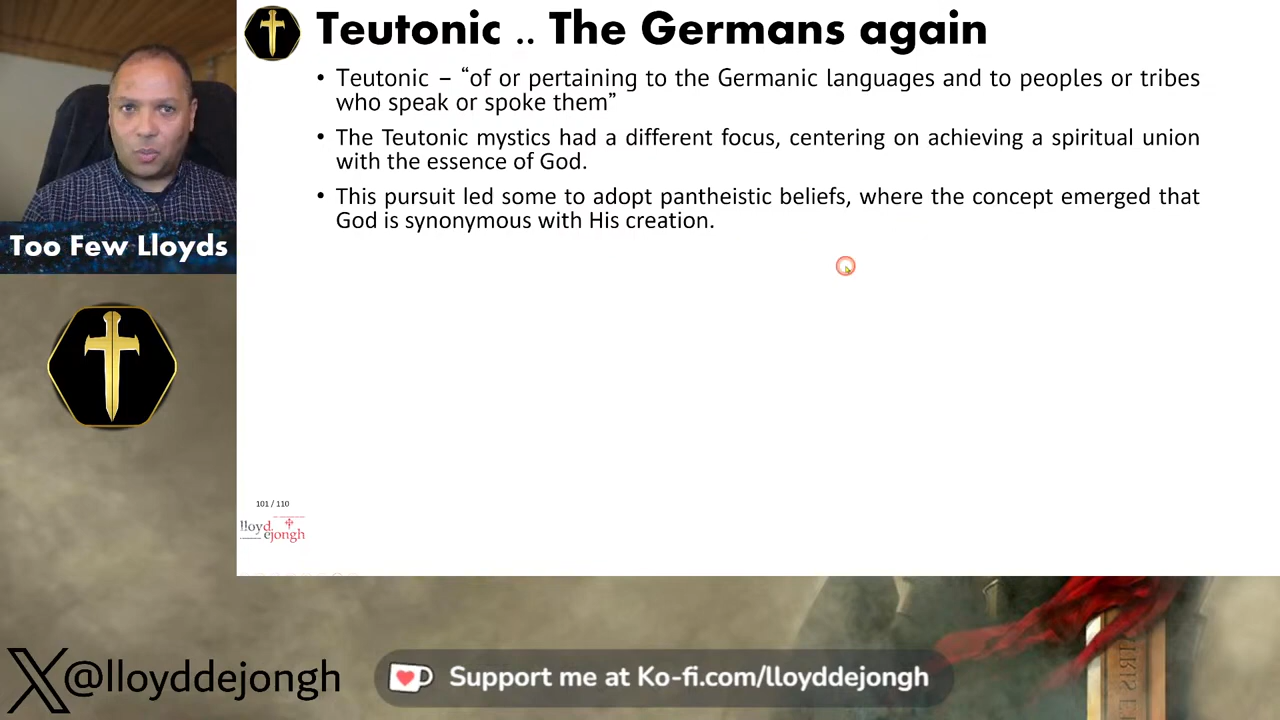 Teutonic .. The Germans again
• Teutonic – “of or pertaining to the Germanic languages and to peoples or tribes
who speak or spoke them”
• The Teutonic mystics had a different focus, centering on achieving a spiritual union
with the essence of God.
• This pursuit led some to adopt pantheistic beliefs, where the concept emerged that
God is synonymous with His creation.
Too Few Lloyds
101 / 110
lloyd
ejongh
X@lloyddejongh
Support me at Ko-fi.com/lloyddejongh